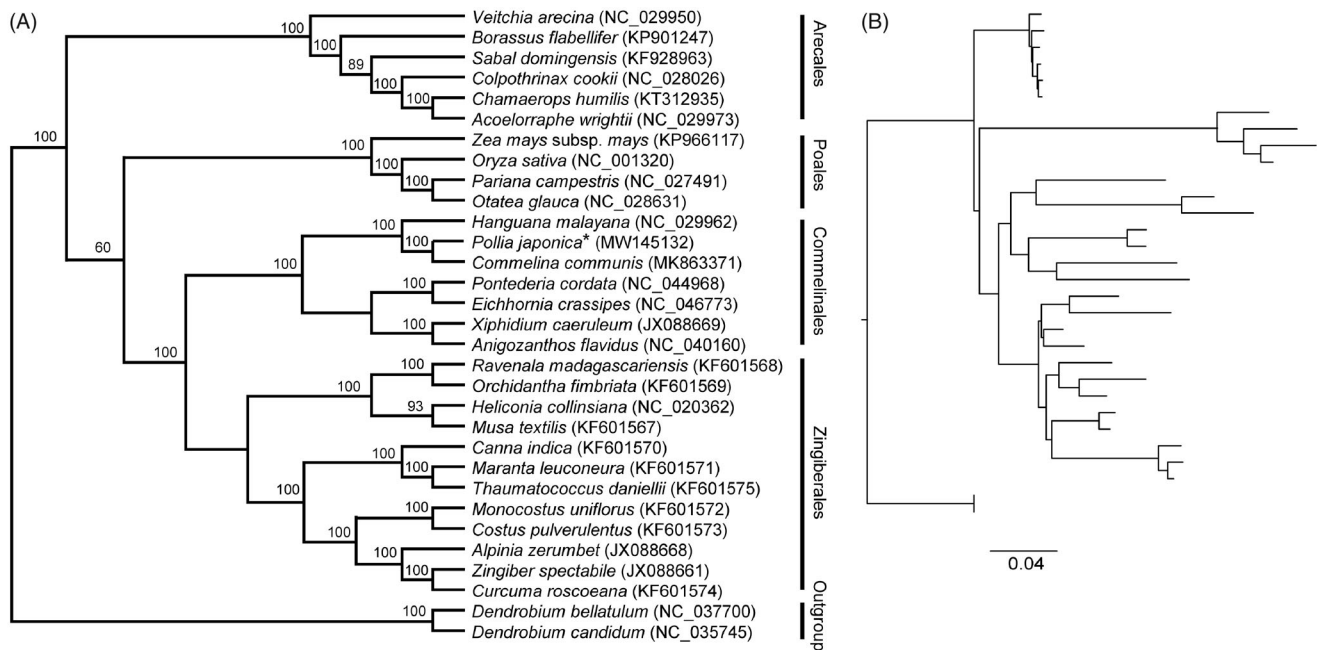 (A)
Veitchia arecina (NC_029950)
Borassus flabellifer (KP901247)
Sabal domingensis (KF928963)
Colpothrinax cookii (NC_028026)
Chamaerops humilis (KT312935)
Acoelorraphe wrightii (NC_029973)
Zea mays subsp. mays (KP966117)
Oryza sativa (NC_001320)
Pariana campestris (NC_027491)
Otatea glauca (NC_028631)
Hanguana malayana (NC_029962)
Pollia japonica* (MW145132)
Commelina communis (MK863371)
Pontederia cordata (NC_044968)
Eichhornia crassipes (NC_046773)
Xiphidium caeruleum (JX088669)
Anigozanthos flavidus (NC_040160)
Ravenala madagascariensis (KF601568)
Orchidantha fimbriata (KF601569)
Heliconia collinsiana (NC_020362)
Musa textilis (KF601567)
Canna indica (KF601570)
Maranta leuconeura (KF601571)
Thaumatococcus daniellii (KF601575)
Monocostus uniflorus (KF601572)
Costus pulverulentus (KF601573)
Alpinia zerumbet (JX088668)
Zingiber spectabile (JX088661)
Curcuma roscoeana (KF601574)
Dendrobium bellatulum (NC_037700)
Dendrobium candidum (NC_035745)
100
100
89
100
100
100
100
100
100
60
100
100
100
100
100
100
100
93
100
100
100
100
100
100
100
100
Arecales
Poales
Commelinales
Zingiberales
Outgroup
(B)
0.04